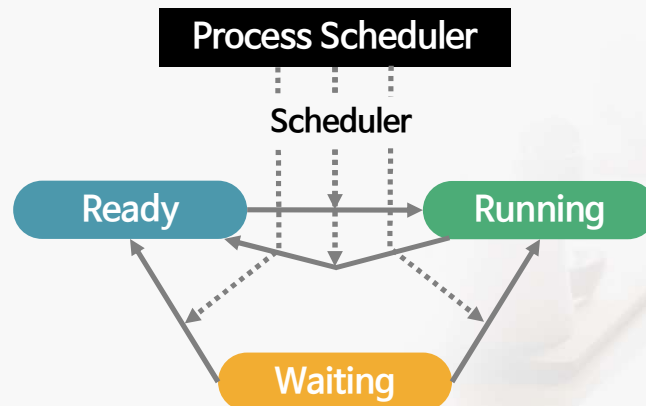 Process Scheduler
Scheduler
Ready
Running
Waiting